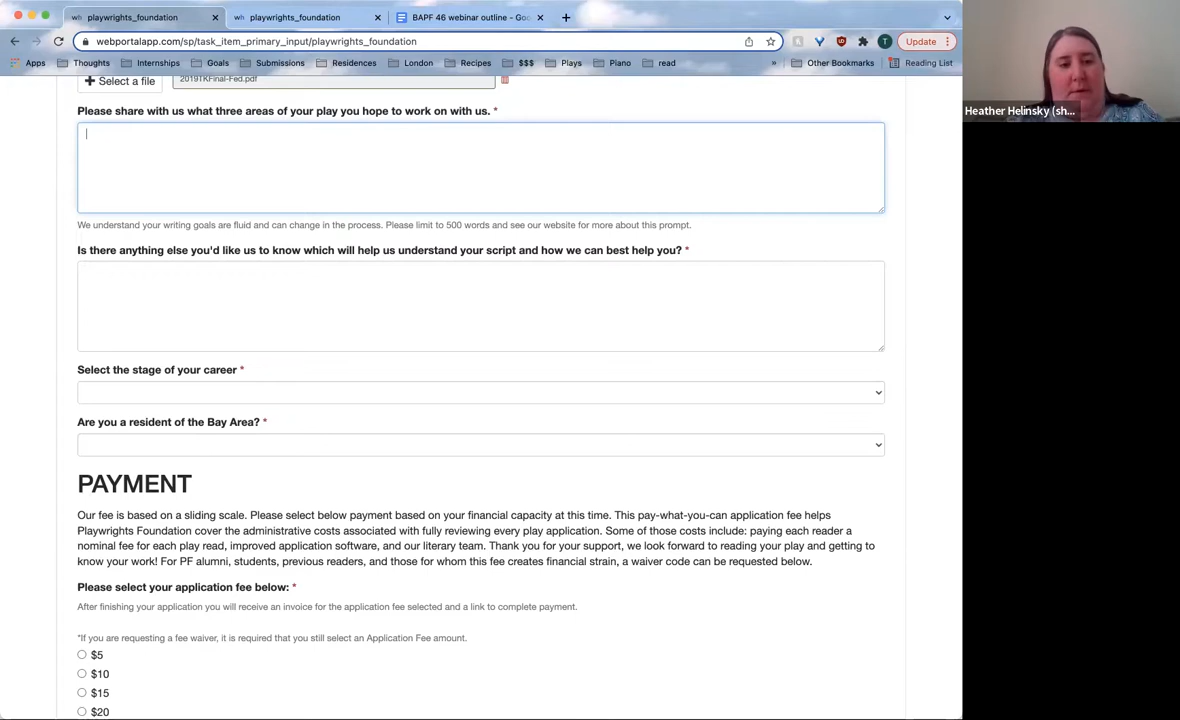 playwrights_foundation
playwrights_foundation
BAPF 46 webinar outline - Goo
webportalapp.com/sp/task_item_primary_input/playwrights_foundation
T
Update
Apps
Thoughts
Internships
Goals
Submissions
Residences
London
Recipes
$$$
Plays
Piano
read
»
Other Bookmarks
Reading List
Select a file
2019TKFinal-Fed.pdf
Please share with us what three areas of your play you hope to work on with us. *
We understand your writing goals are fluid and can change in the process. Please limit to 500 words and see our website for more about this prompt.
Is there anything else you'd like us to know which will help us understand your script and how we can best help you? *
Select the stage of your career *
Are you a resident of the Bay Area? *
PAYMENT
Our fee is based on a sliding scale. Please select below payment based on your financial capacity at this time. This pay-what-you-can application fee helps
Playwrights Foundation cover the administrative costs associated with fully reviewing every play application. Some of those costs include: paying each reader a
nominal fee for each play read, improved application software, and our literary team. Thank you for your support, we look forward to reading your play and getting to
know your work! For PF alumni, students, previous readers, and those for whom this fee creates financial strain, a waiver code can be requested below.
Please select your application fee below: *
After finishing your application you will receive an invoice for the application fee selected and a link to complete payment.
*If you are requesting a fee waiver, it is required that you still select an Application Fee amount.
$5
$10
$15
$20
Heather Helinsky (sh...